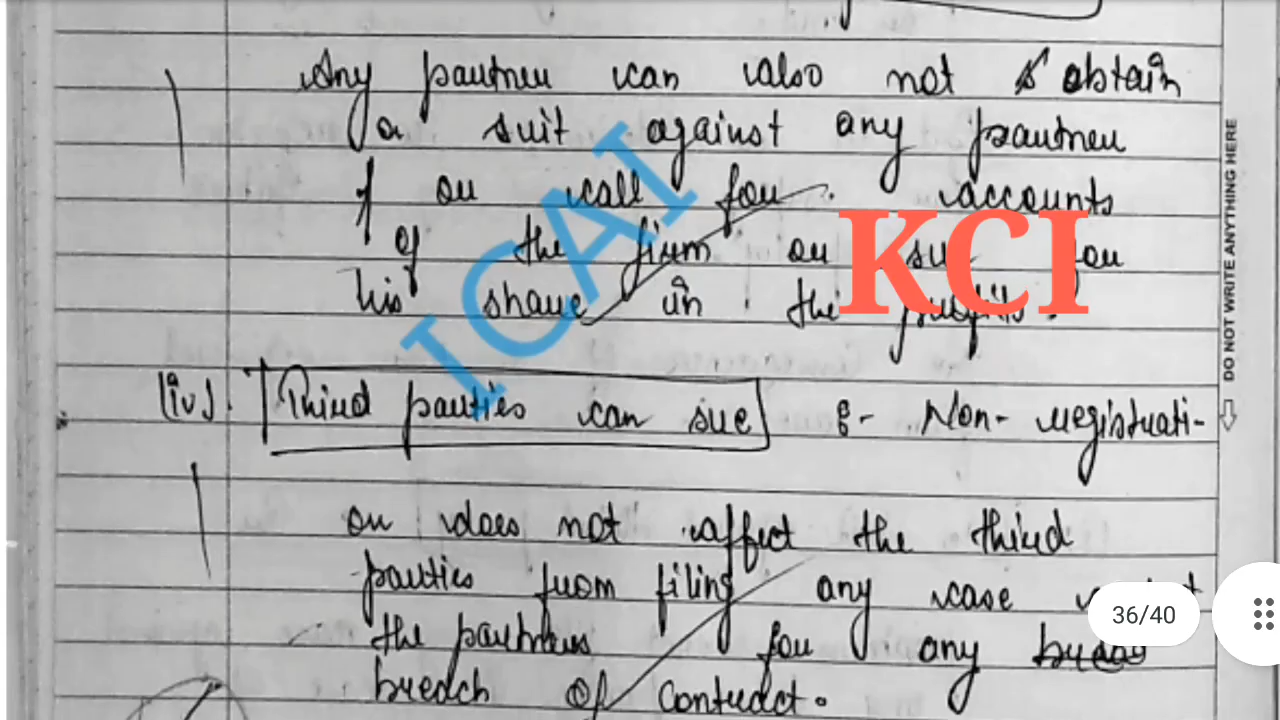 Any partner can also not obtain
a suit against any partner
or call for accounts
of the firm or sue for
his share in the profits.
ICAI
KCI
(iv). Third parties can sue :- Non-registrati-
on does not affect the third
parties from filing any case
the partners for any
breach of contract.
DO NOT WRITE ANYTHING HERE
36/40